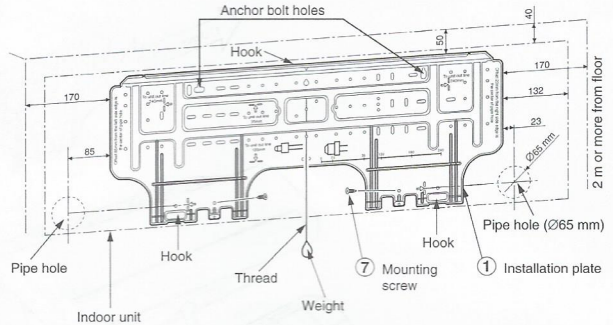 Anchor bolt holes
40
50
Hook
170
170
132
2 m or more from floor
23
85
Ø65 mm
Pipe hole
Hook
Hook
Pipe hole (Ø65 mm)
Thread
7 Mounting
screw
1 Installation plate
Weight
Indoor unit